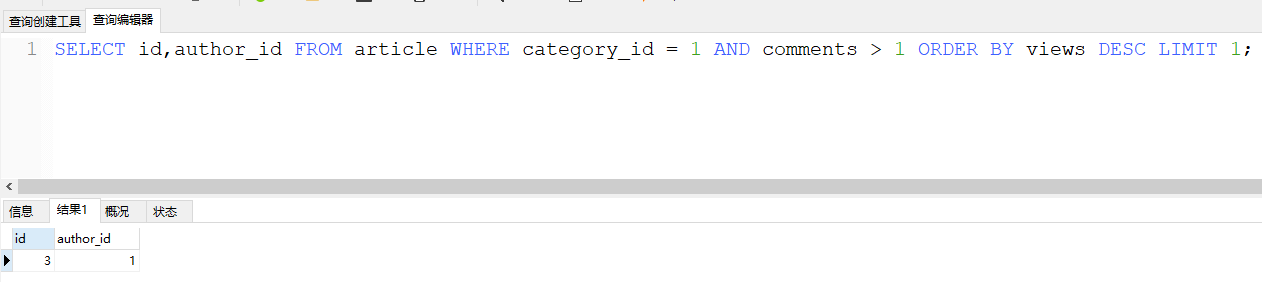 查询创建工具 查询编辑器
1 SELECT id,author_id FROM article WHERE category_id = 1 AND comments > 1 ORDER BY views DESC LIMIT 1;
信息 结果1 概况 状态
id author_id
3 1